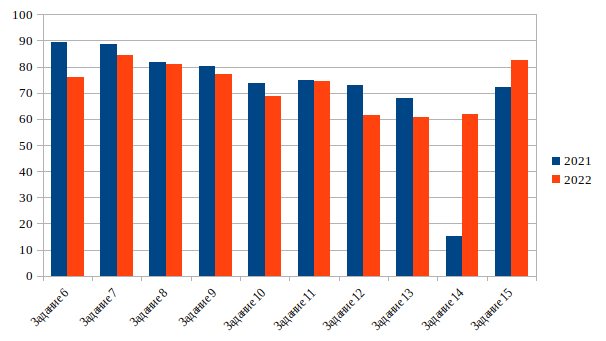 100
90
80
70
60
50
40
30
20
10
0
2021
2022
Задание 6
Задание 7
Задание 8
Задание 9
Задание 10
Задание 11
Задание 12
Задание 13
Задание 14
Задание 15